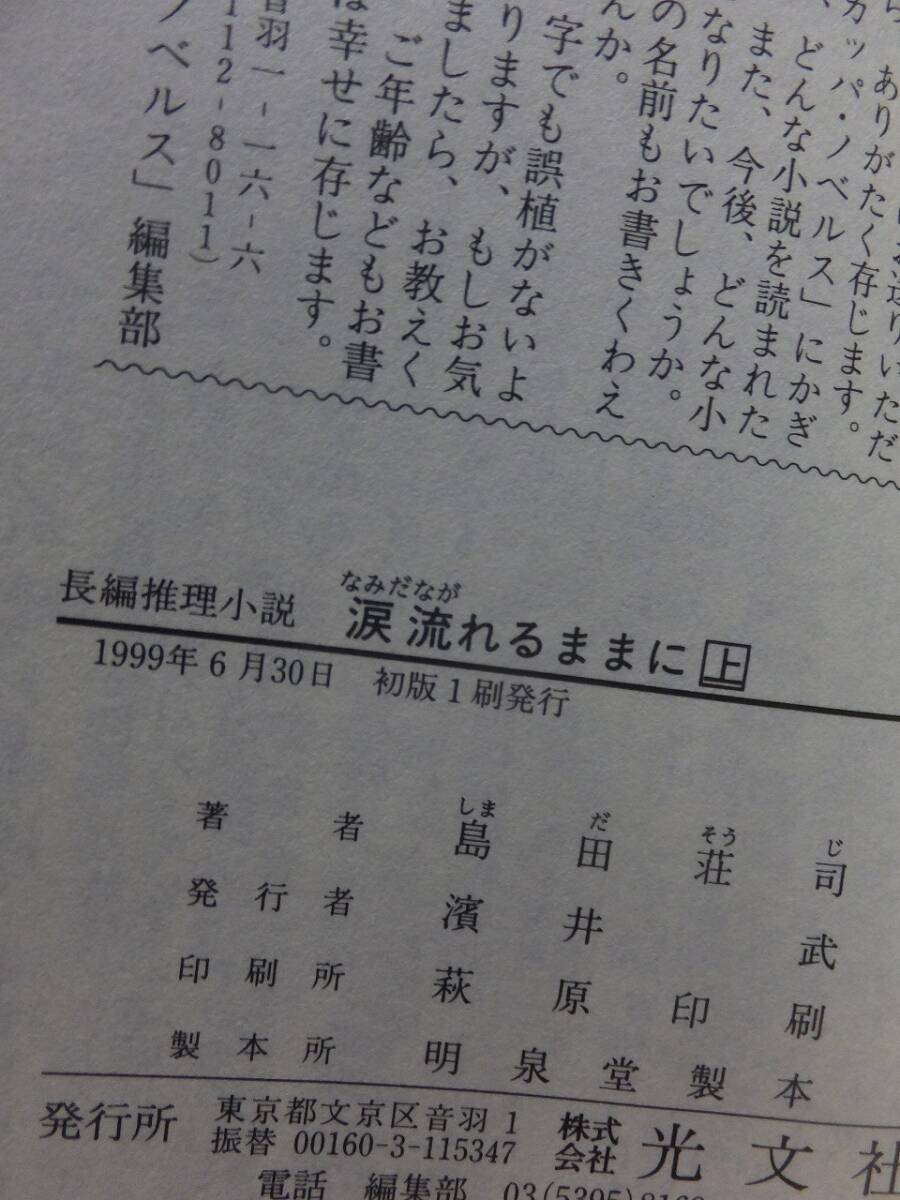 ありがたく存じます。
カッパ・ノベルス」にかぎ
、どんな小説を読まれた
また、今後、どんな小
なりたいでしょうか。
の名前もお書きくわえ
んか。
字でも誤植がないよ
りますが、もしお気
ましたら、お教えく
ご年齢などもお書
は幸せに存じます。
音羽一-一六-六
112-8011)
ノベルス」編集部
長編推理小説 涙流れるままに 上
なみだなが
1999年6月30日 初版1刷発行
しまだそうじ
著者 島田荘司
発行者 濱井武
印刷所 萩原印刷
製本所 明泉堂製本
発行所 東京都文京区音羽1 株式会社 光文社
振替 00160-3-115347
電話 編集部 03(5395)